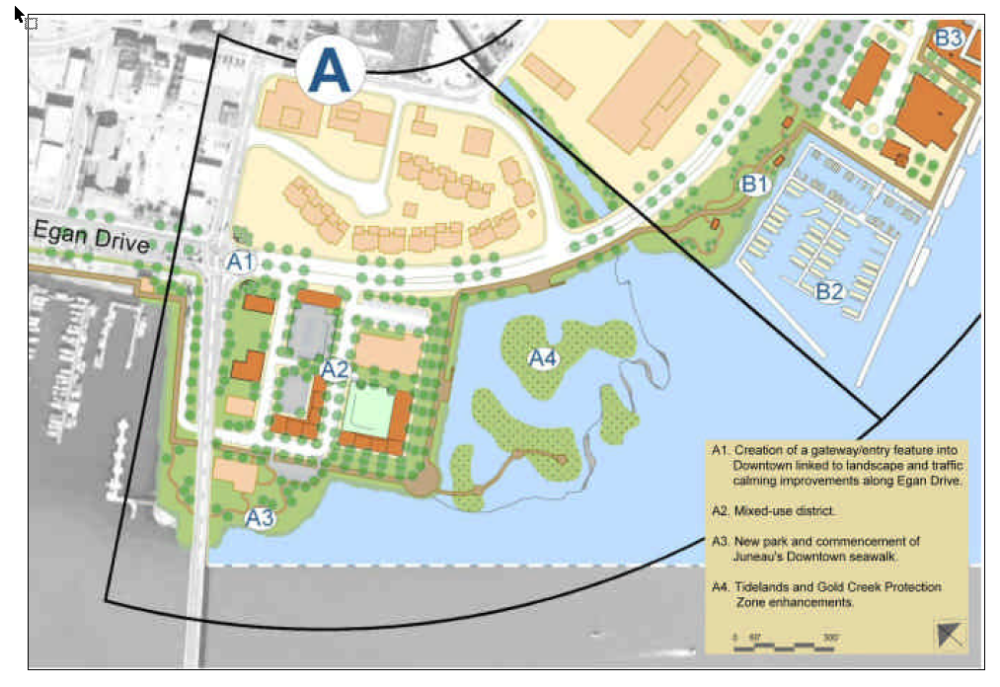 A
B3
B1
Egan Drive
A1
B2
A4
A2
A3
A1. Creation of a gateway/entry feature into
Downtown linked to landscape and traffic
calming improvements along Egan Drive.
A2. Mixed-use district.
A3. New park and commencement of
Juneau's Downtown seawalk.
A4. Tidelands and Gold Creek Protection
Zone enhancements.
0 60' 300'